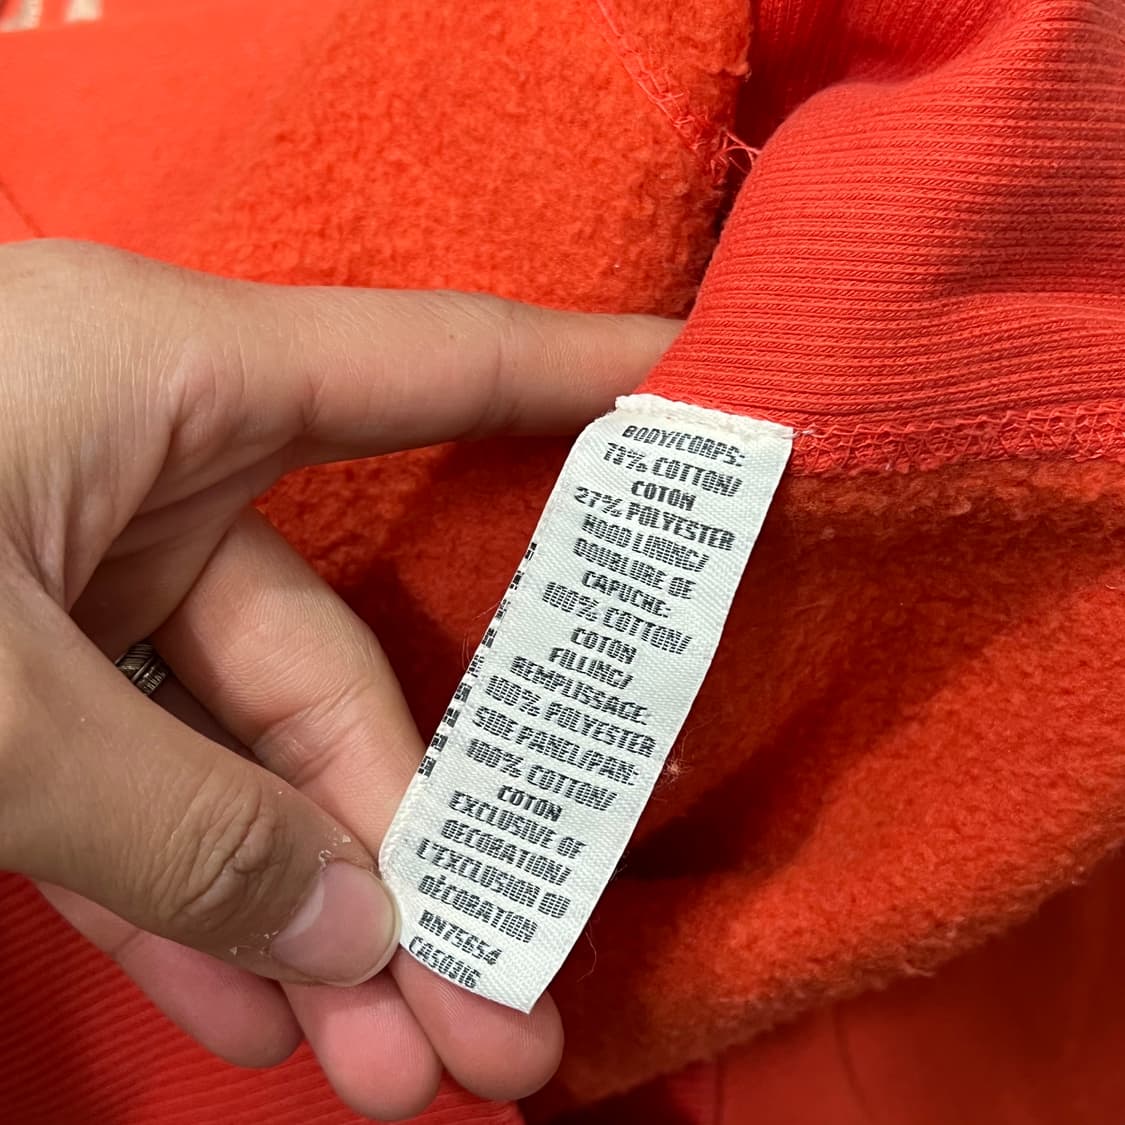 BODY/CORPS:
73% COTTON/
COTON
27% POLYESTER
HOOD LINING/
DOUBLURE DE
CAPUCHE:
100% COTTON/
COTON
FILLING/
REMPLISSAGE:
100% POLYESTER
SIDE PANEL/PAN:
100% COTTON/
COTON
EXCLUSIVE OF
DECORATION/
L'EXCLUSION DU
DÉCORATION
RN75654
CA50316